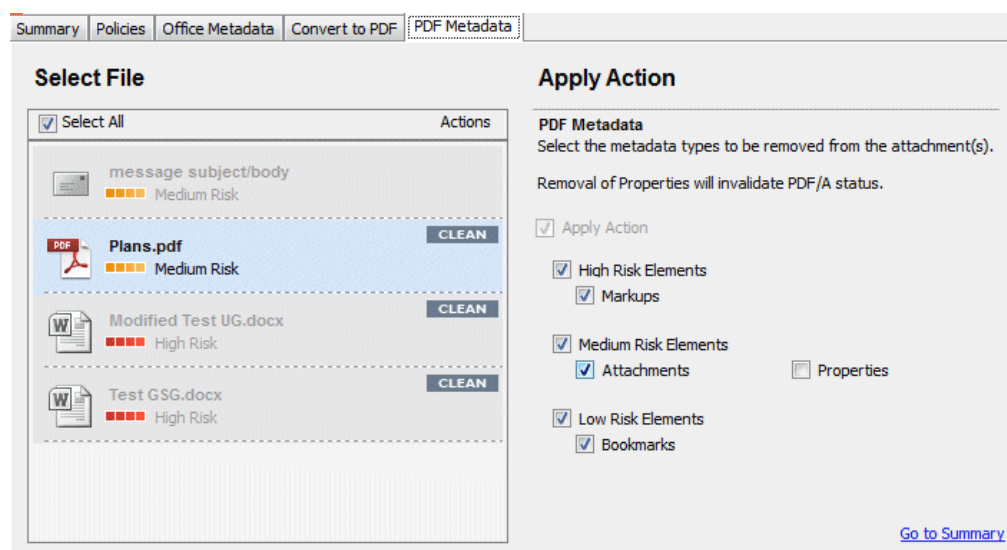 Summary Policies Office Metadata Convert to PDF PDF Metadata
Select File
Select All Actions
message subject/body
Medium Risk
CLEAN
PDF
Plans.pdf
Medium Risk
CLEAN
W
Modified Test UG.docx
High Risk
CLEAN
W
Test GSG.docx
High Risk
Apply Action
PDF Metadata
Select the metadata types to be removed from the attachment(s).
Removal of Properties will invalidate PDF/A status.
Apply Action
High Risk Elements
Markups
Medium Risk Elements
Attachments Properties
Low Risk Elements
Bookmarks
Go to Summary